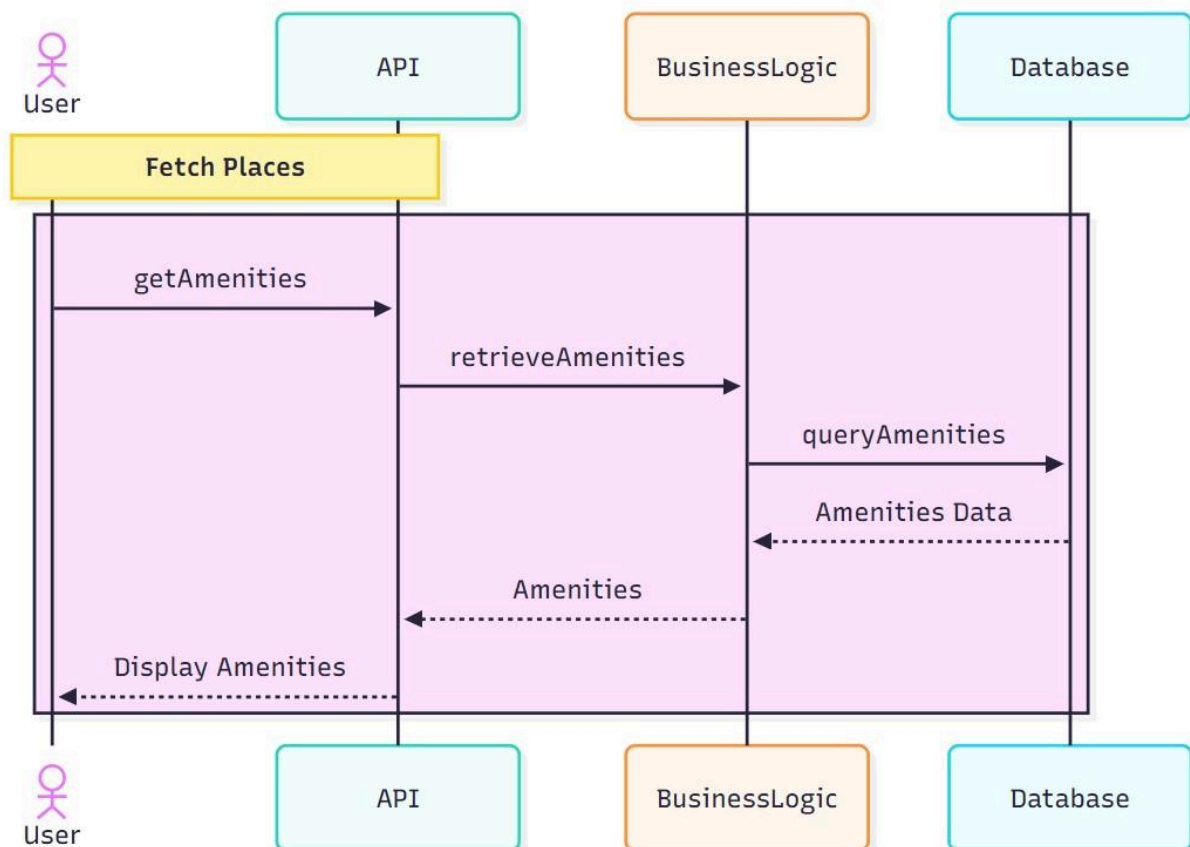 API
BusinessLogic
Database
User
Fetch Places
getAmenities
retrieveAmenities
queryAmenities
Amenities Data
Amenities
Display Amenities
API
BusinessLogic
Database
User